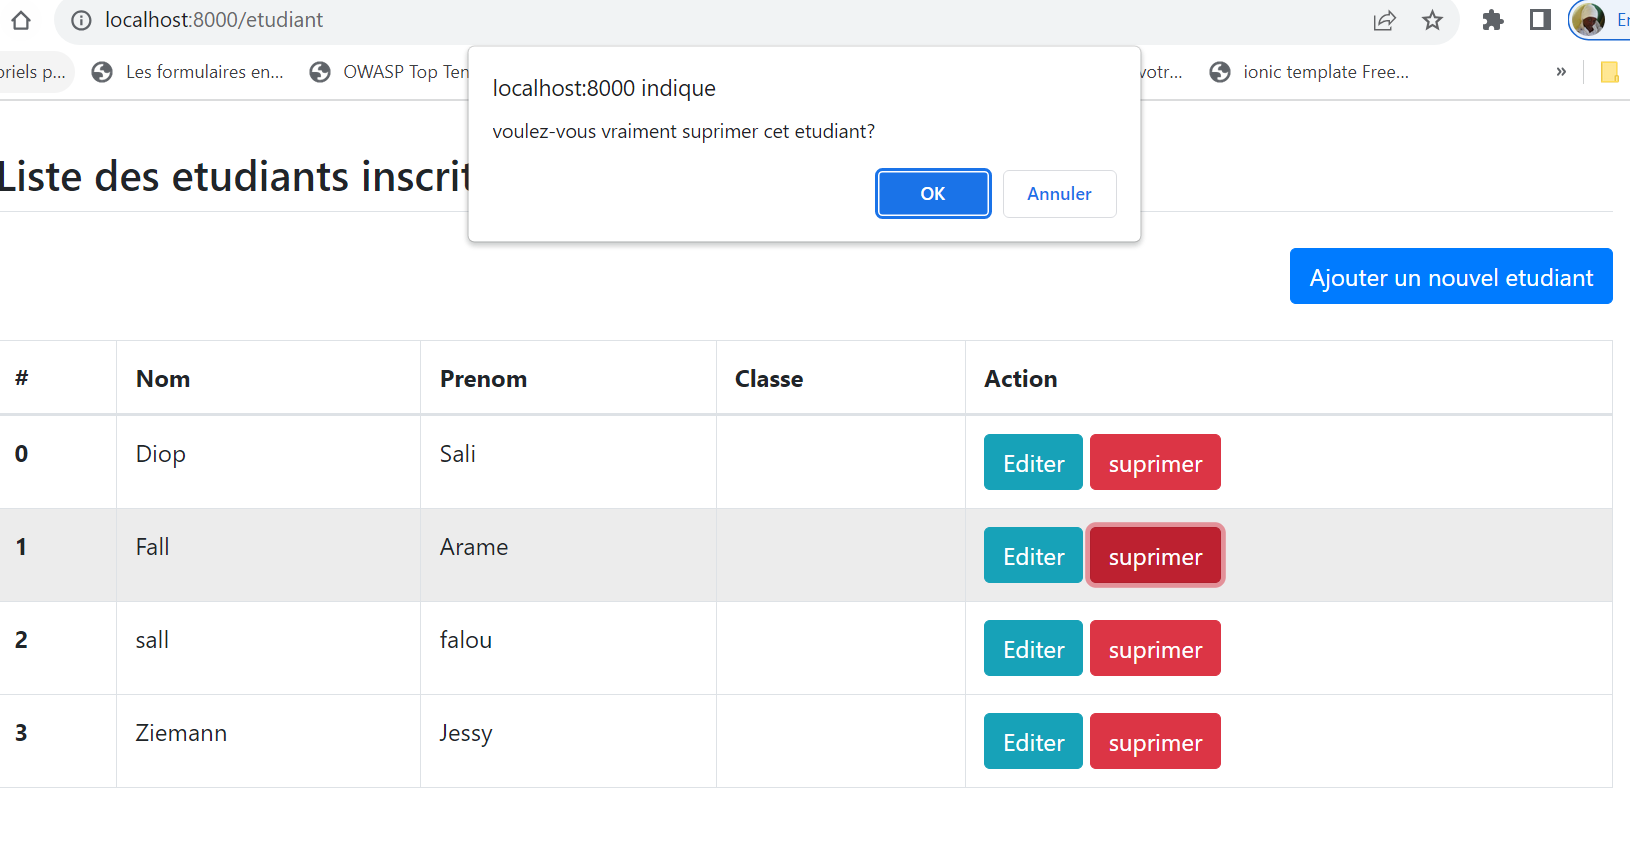 localhost:8000/etudiant
En
oriels p... Les formulaires en... OWASP Top Ten votr... ionic template Free... »
localhost:8000 indique
voulez-vous vraiment suprimer cet etudiant?
OK Annuler
Liste des etudiants inscrit
Ajouter un nouvel etudiant
# Nom Prenom Classe Action
0 Diop Sali Editer suprimer
1 Fall Arame Editer suprimer
2 sall falou Editer suprimer
3 Ziemann Jessy Editer suprimer